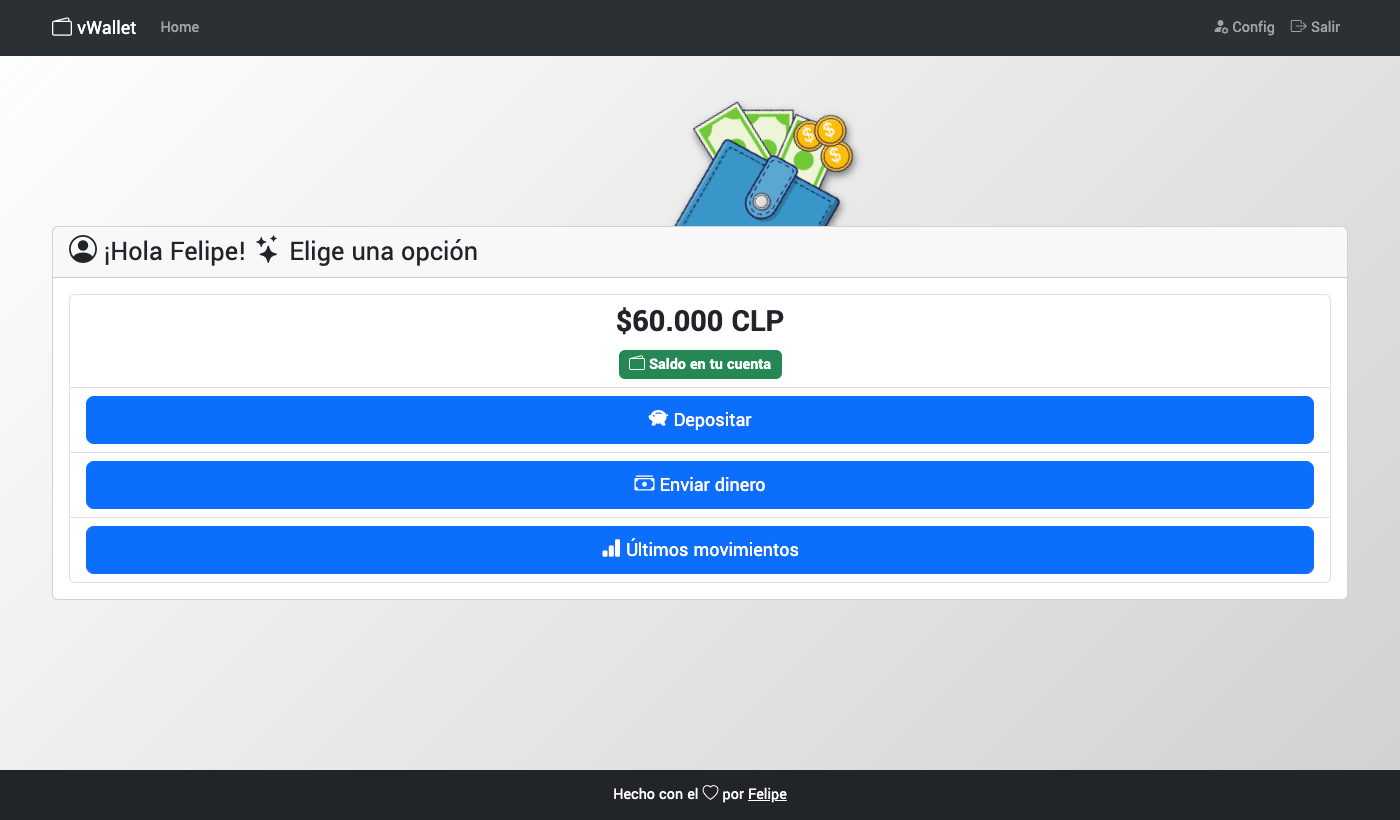 vWallet Home Config Salir
¡Hola Felipe! Elige una opción
$60.000 CLP
Saldo en tu cuenta
Depositar
Enviar dinero
Últimos movimientos
Hecho con el por Felipe